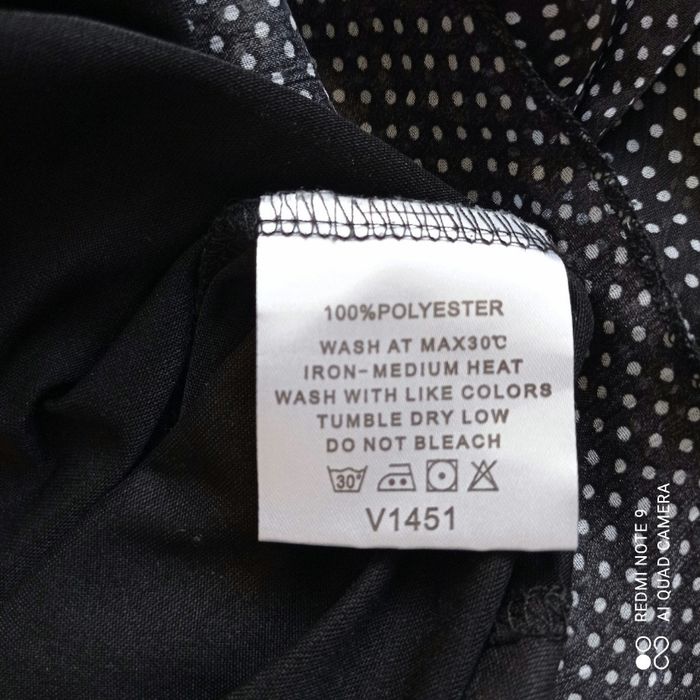 100%POLYESTER
WASH AT MAX30℃
IRON-MEDIUM HEAT
WASH WITH LIKE COLORS
TUMBLE DRY LOW
DO NOT BLEACH
30°
V1451
REDMI NOTE 9
AI QUAD CAMERA